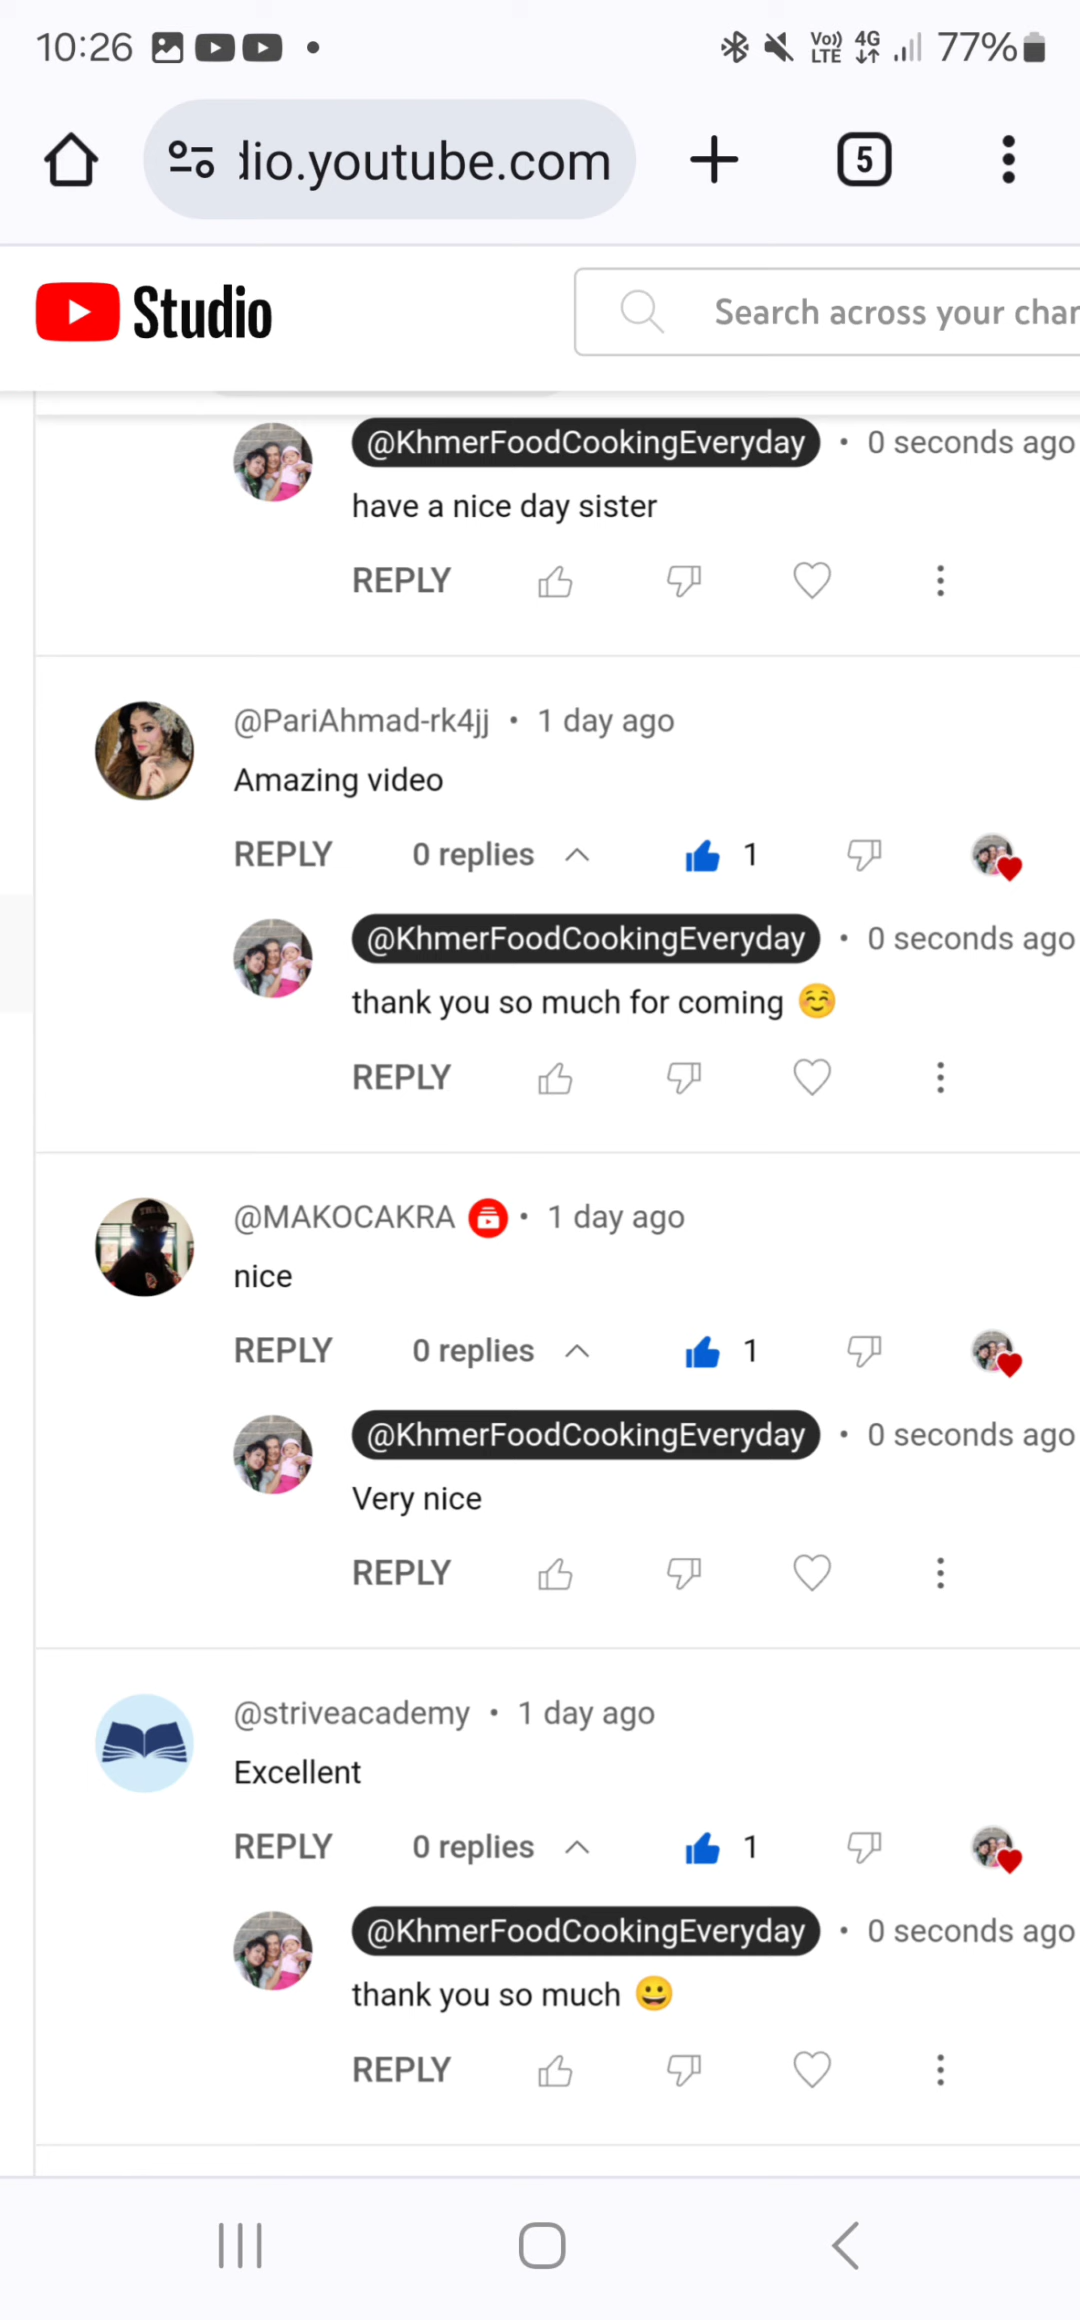 10:26 Vo)) LTE 4G 77%
dio.youtube.com 5
Studio Search across your char
@KhmerFoodCookingEveryday • 0 seconds ago
have a nice day sister
REPLY
@PariAhmad-rk4jj • 1 day ago
Amazing video
REPLY 0 replies 1
@KhmerFoodCookingEveryday • 0 seconds ago
thank you so much for coming ☺️
REPLY
@MAKOCAKRA • 1 day ago
nice
REPLY 0 replies 1
@KhmerFoodCookingEveryday • 0 seconds ago
Very nice
REPLY
@striveacademy • 1 day ago
Excellent
REPLY 0 replies 1
@KhmerFoodCookingEveryday • 0 seconds ago
thank you so much 😀
REPLY